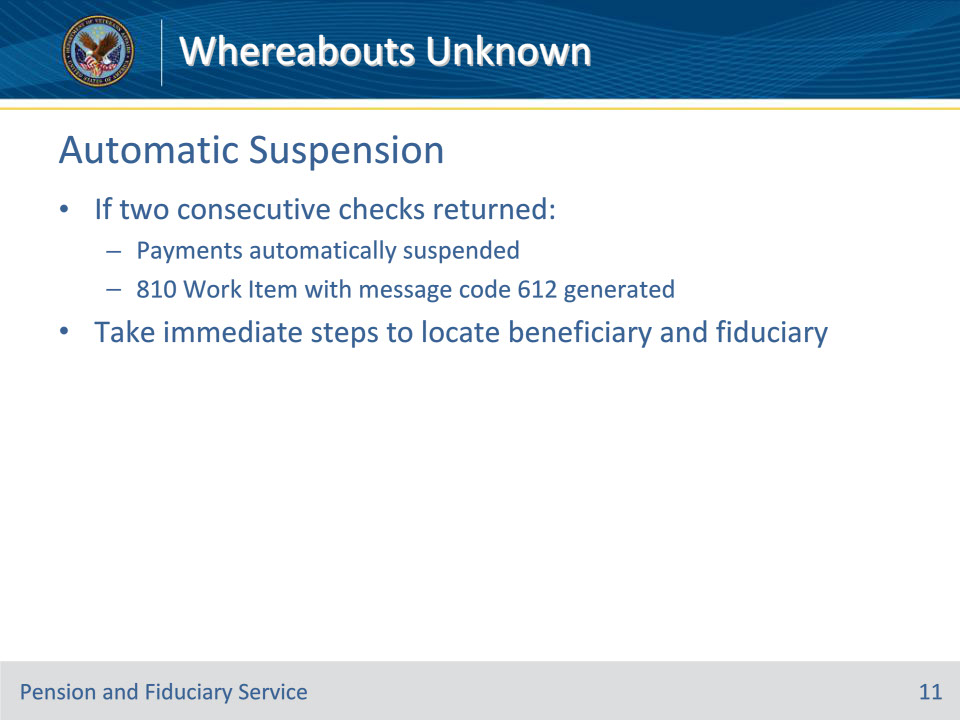 Whereabouts Unknown
Automatic Suspension
• If two consecutive checks returned:
– Payments automatically suspended
– 810 Work Item with message code 612 generated
• Take immediate steps to locate beneficiary and fiduciary
Pension and Fiduciary Service
11